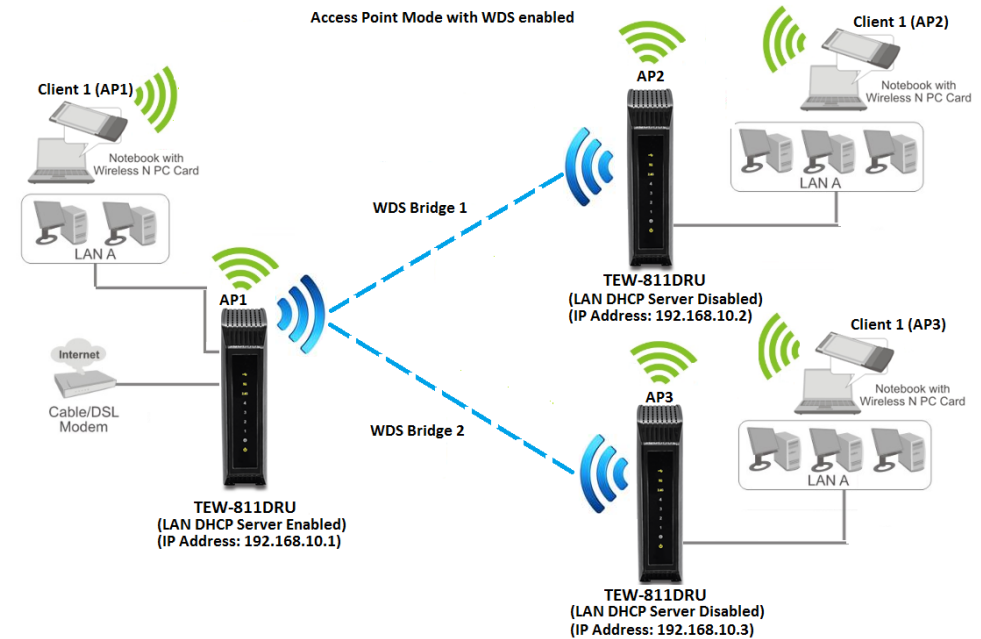 Access Point Mode with WDS enabled
Client 1 (AP1)
Notebook with
Wireless N PC Card
LAN A
AP1
Internet
Cable/DSL
Modem
TEW-811DRU
(LAN DHCP Server Enabled)
(IP Address: 192.168.10.1)
WDS Bridge 1
WDS Bridge 2
AP2
Client 1 (AP2)
Notebook with
Wireless N PC Card
LAN A
TEW-811DRU
(LAN DHCP Server Disabled)
(IP Address: 192.168.10.2)
AP3
Client 1 (AP3)
Notebook with
Wireless N PC Card
LAN A
TEW-811DRU
(LAN DHCP Server Disabled)
(IP Address: 192.168.10.3)